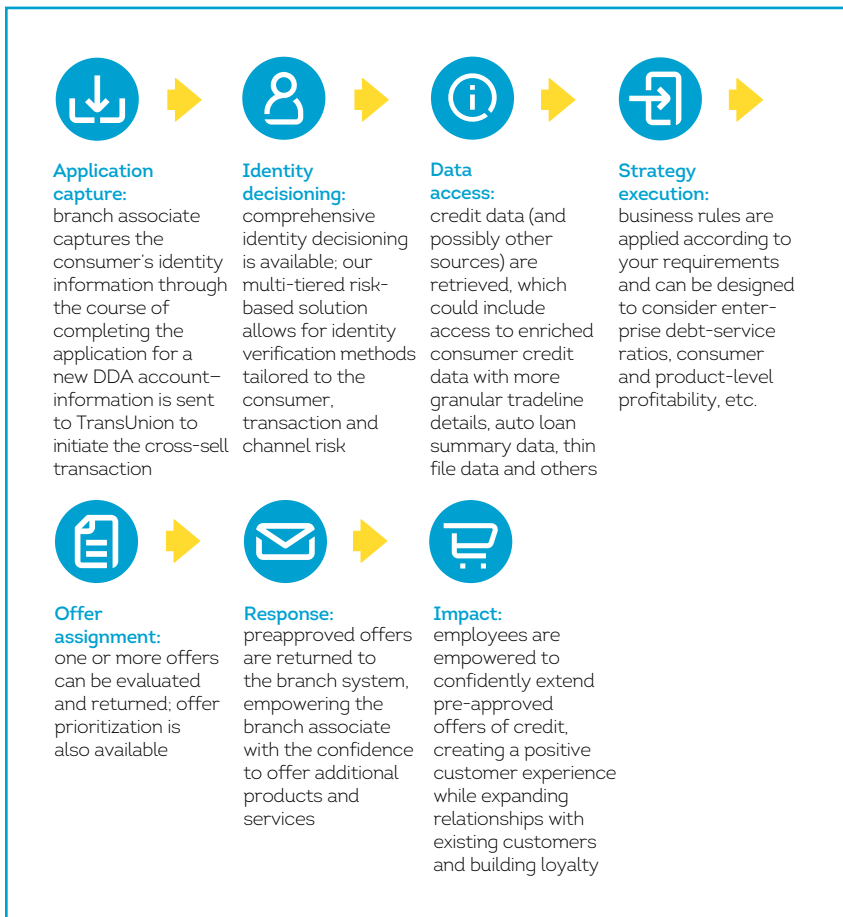 Application
capture:
branch associate
captures the
consumer's identity
information through
the course of
completing the
application for a
new DDA account—
information is sent
to TransUnion to
initiate the cross-sell
transaction
Identity
decisioning:
comprehensive
identity decisioning
is available; our
multi-tiered risk-
based solution
allows for identity
verification methods
tailored to the
consumer,
transaction and
channel risk
Data
access:
credit data (and
possibly other
sources) are
retrieved, which
could include
access to enriched
consumer credit
data with more
granular tradeline
details, auto loan
summary data, thin
file data and others
Strategy
execution:
business rules are
applied according to
your requirements
and can be designed
to consider enter-
prise debt-service
ratios, consumer
and product-level
profitability, etc.
Offer
assignment:
one or more offers
can be evaluated
and returned; offer
prioritization is
also available
Response:
preapproved offers
are returned to
the branch system,
empowering the
branch associate
with the confidence
to offer additional
products and
services
Impact:
employees are
empowered to
confidently extend
pre-approved
offers of credit,
creating a positive
customer experience
while expanding
relationships with
existing customers
and building loyalty